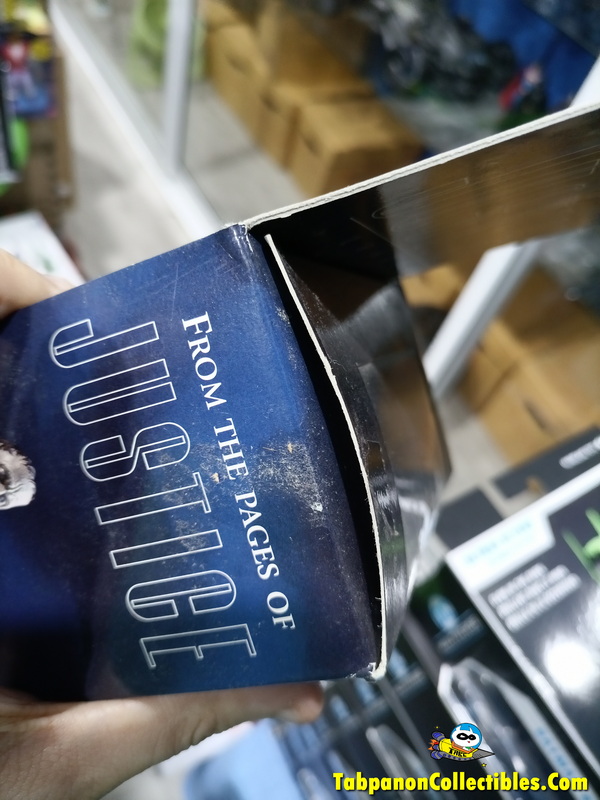 FROM THE PAGES OF
JUSTICE
TabpanonCollectibles.Com